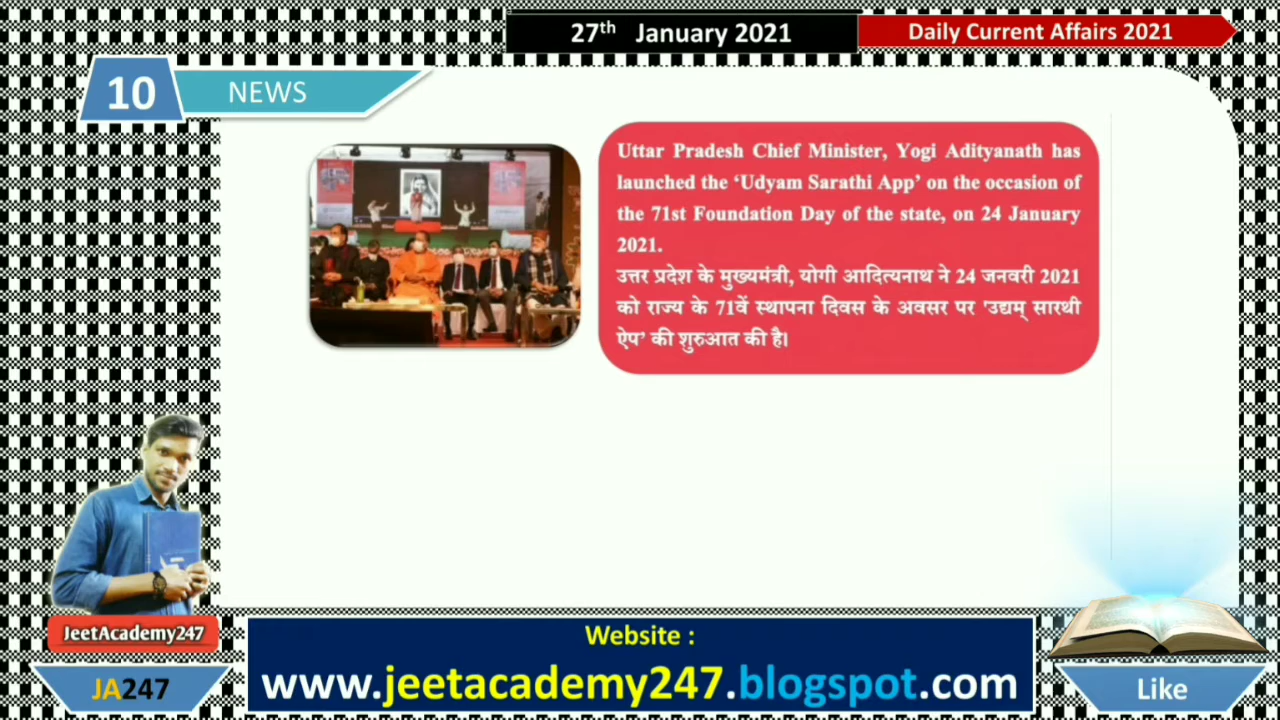 27th January 2021
Daily Current Affairs 2021
10
NEWS
Uttar Pradesh Chief Minister, Yogi Adityanath has
launched the ‘Udyam Sarathi App’ on the occasion of
the 71st Foundation Day of the state, on 24 January
2021.
उत्तर प्रदेश के मुख्यमंत्री, योगी आदित्यनाथ ने 24 जनवरी 2021
को राज्य के 71वें स्थापना दिवस के अवसर पर 'उद्यम् सारथी
ऐप’ की शुरुआत की है।
JeetAcademy247
JA247
Website :
www.jeetacademy247.blogspot.com
Like